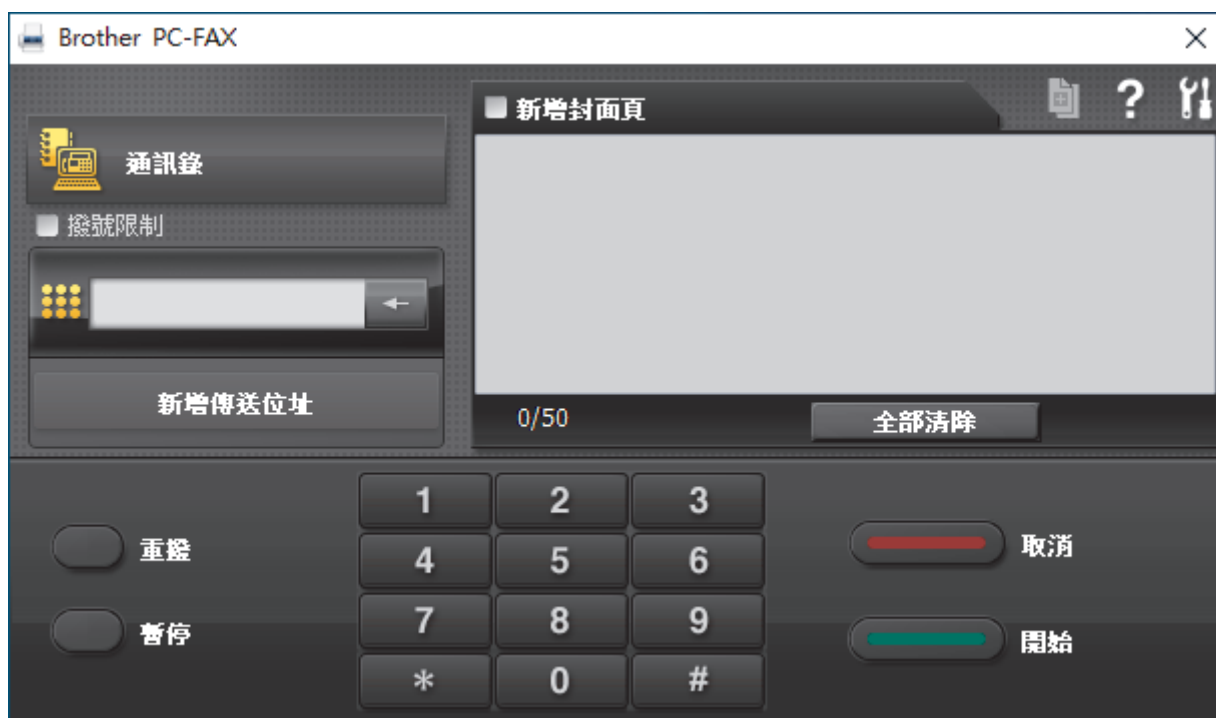 Brother PC-FAX
通訊錄
撥號限制
新增傳送位址
新增封面頁
?
0/50
全部清除
重撥
暫停
1 2 3
4 5 6
7 8 9
* 0 #
取消
開始